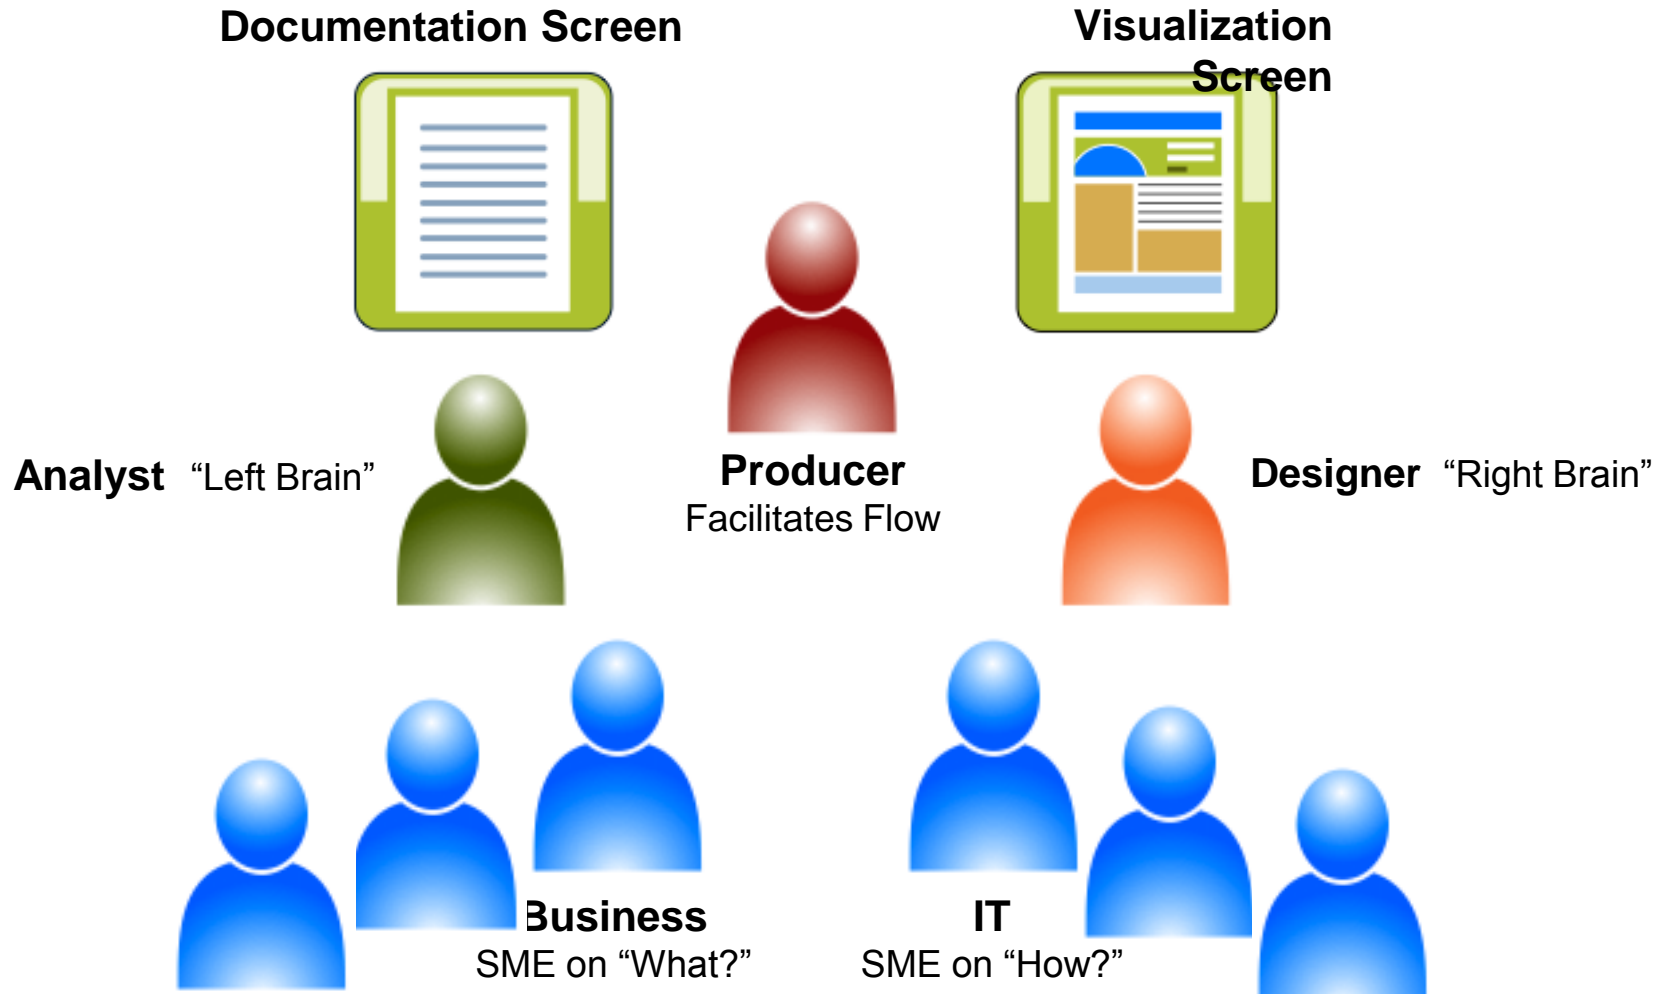 Documentation Screen
Visualization
Screen
Analyst “Left Brain”
Producer
Facilitates Flow
Designer “Right Brain”
Business
SME on “What?”
IT
SME on “How?”